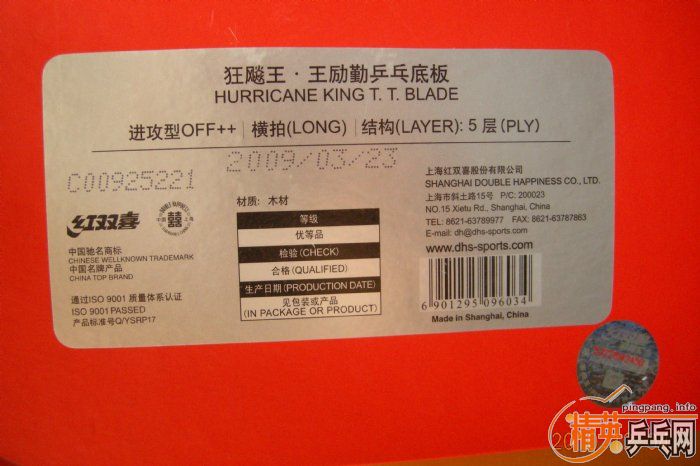 狂飚王·王励勤乒乓底板
HURRICANE KING T. T. BLADE
进攻型OFF++ 横拍(LONG) 结构(LAYER): 5 层(PLY)
2009/03/23
C00925221
红双喜
中国驰名商标
CHINESE WELLKNOWN TRADEMARK
中国名牌产品
CHINA TOP BRAND
通过ISO 9001 质量体系认证
ISO 9001 PASSED
产品标准号Q/YSRP17
材质: 木材
等级
优等品
检验(CHECK)
合格(QUALIFIED)
生产日期(PRODUCTION DATE)
见包装或产品
(IN PACKAGE OR PRODUCT)
上海红双喜股份有限公司
SHANGHAI DOUBLE HAPPINESS CO., LTD.
上海市斜土路15号 P/C: 200023
NO.15 Xietu Rd., Shanghai, China
Tel: 8621-63789977 Fax: 8621-63787863
E-mail: dh@dhs-sports.com
www.dhs-sports.com
6 901295 096034
Made in Shanghai, China
pingpang.info
精英乒乓网